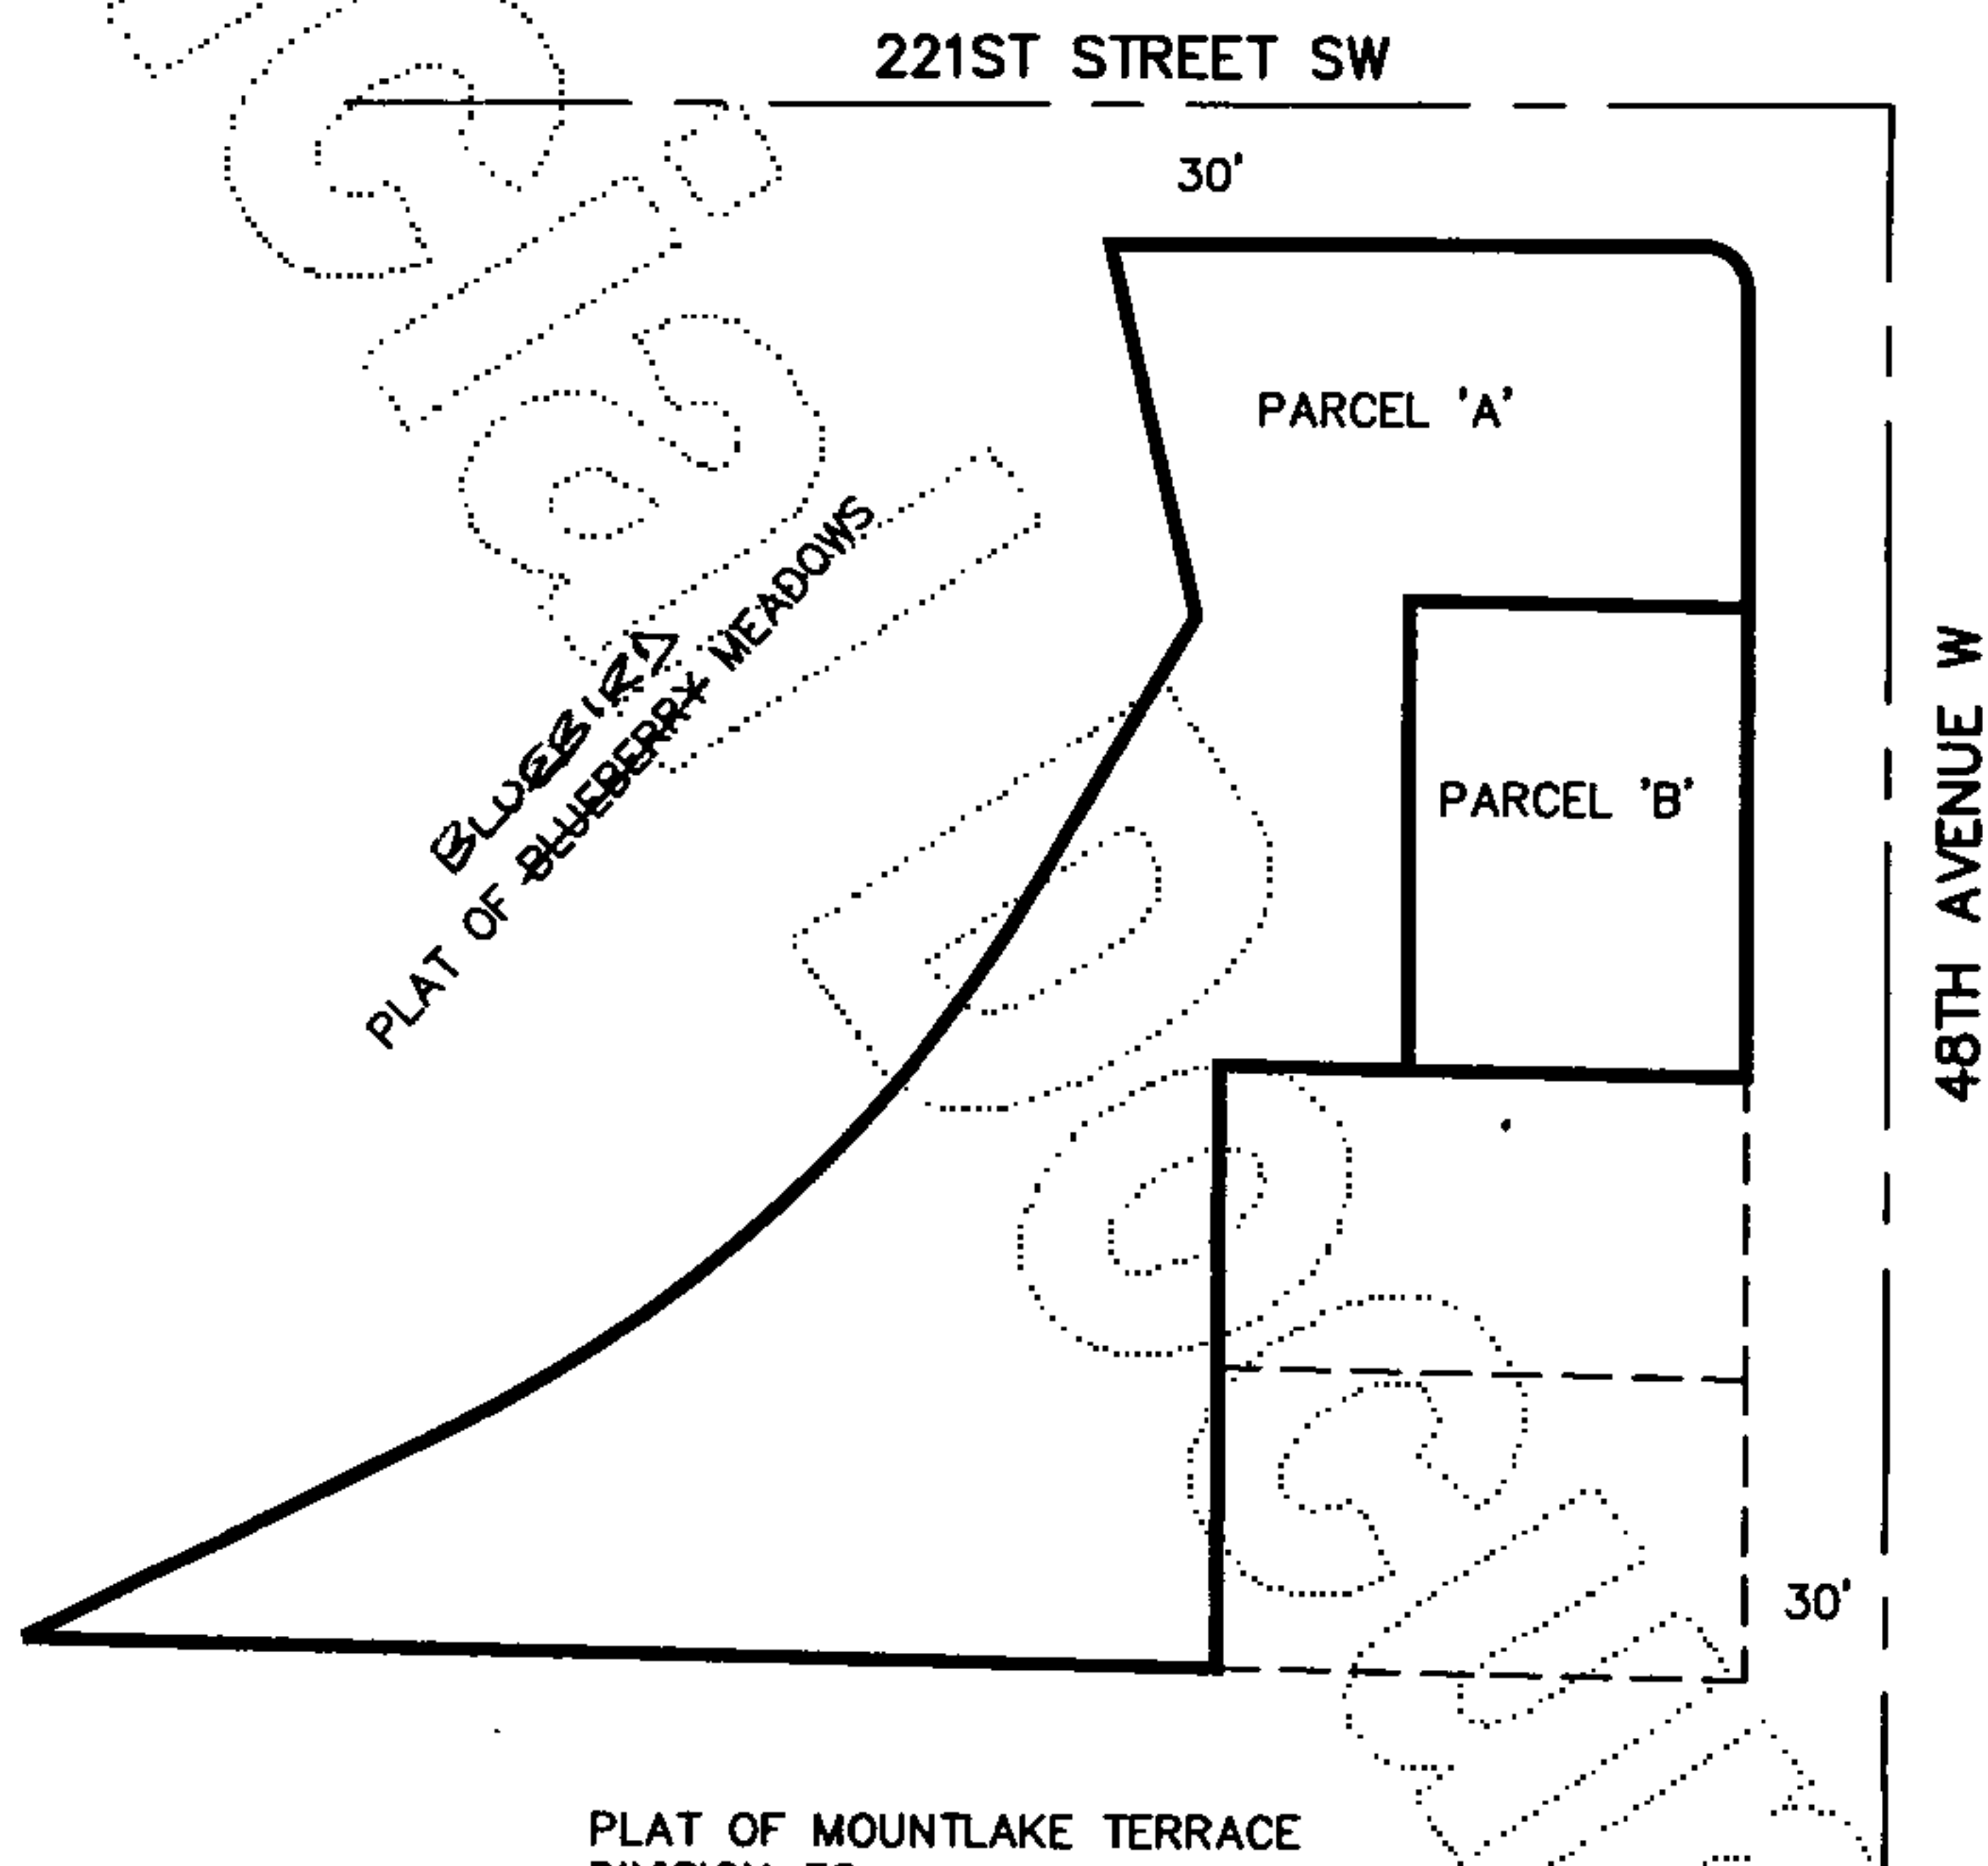 221ST STREET SW
30'
PARCEL 'A'
BLUEBIRD
PLAT OF BLUEBERRY MEADOWS
PARCEL 'B'
48TH AVENUE W
30'
PLAT OF MOUNTLAKE TERRACE